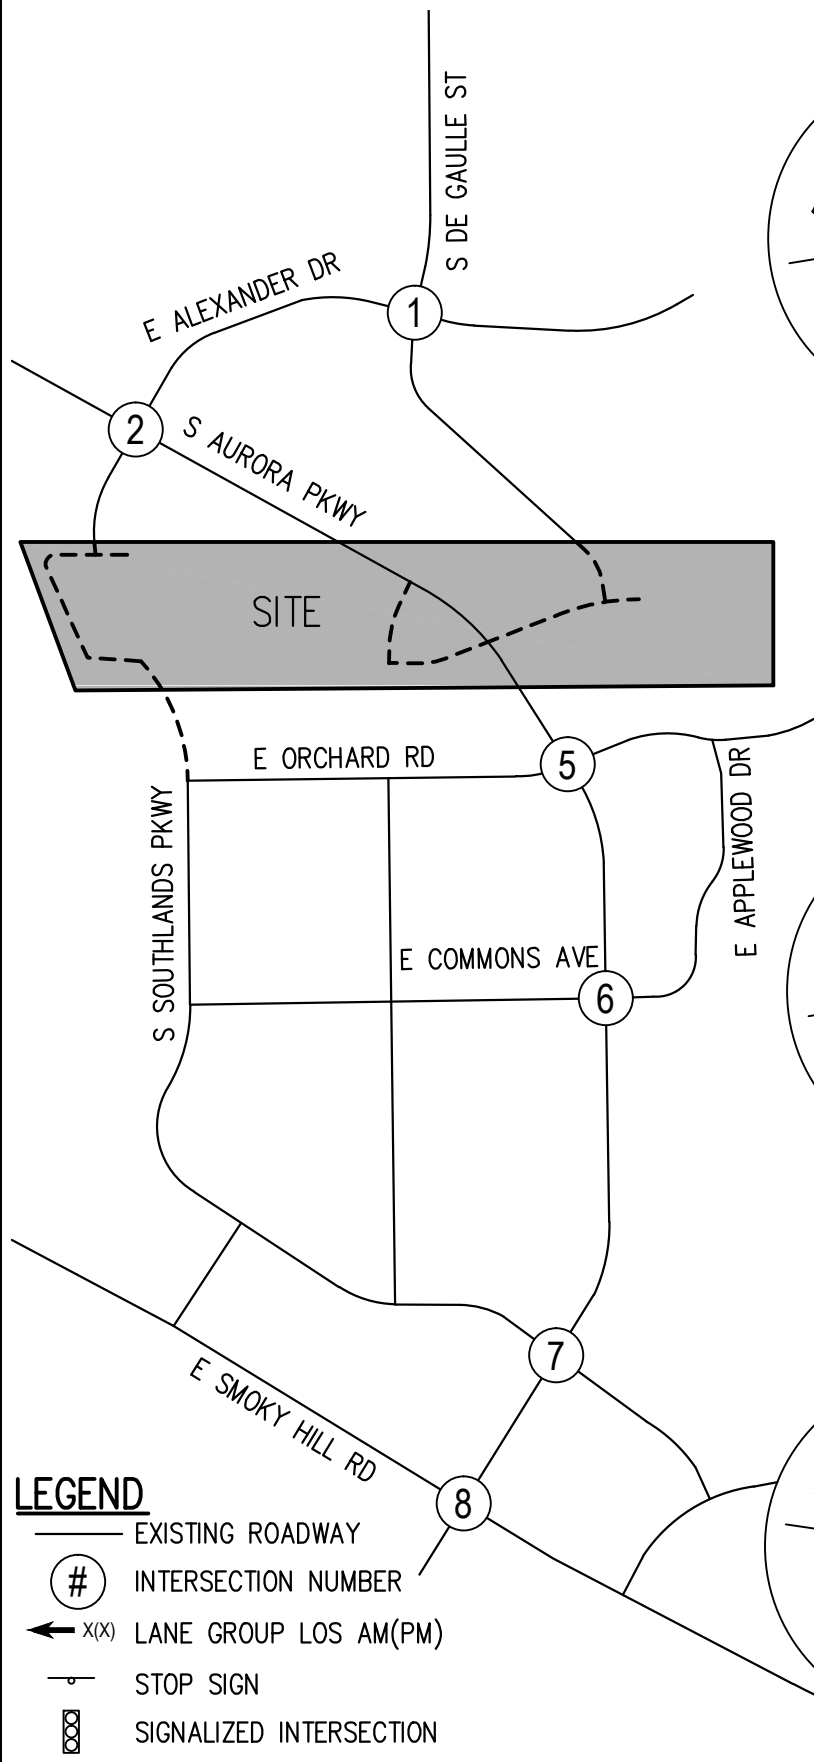 S DE GAULLE ST
E ALEXANDER DR
1
2
S AURORA PKWY
SITE
5
E ORCHARD RD
E APPLEWOOD DR
S SOUTHLANDS PKWY
E COMMONS AVE
6
7
E SMOKY HILL RD
8
LEGEND
EXISTING ROADWAY
# INTERSECTION NUMBER
X(X) LANE GROUP LOS AM(PM)
STOP SIGN
SIGNALIZED INTERSECTION